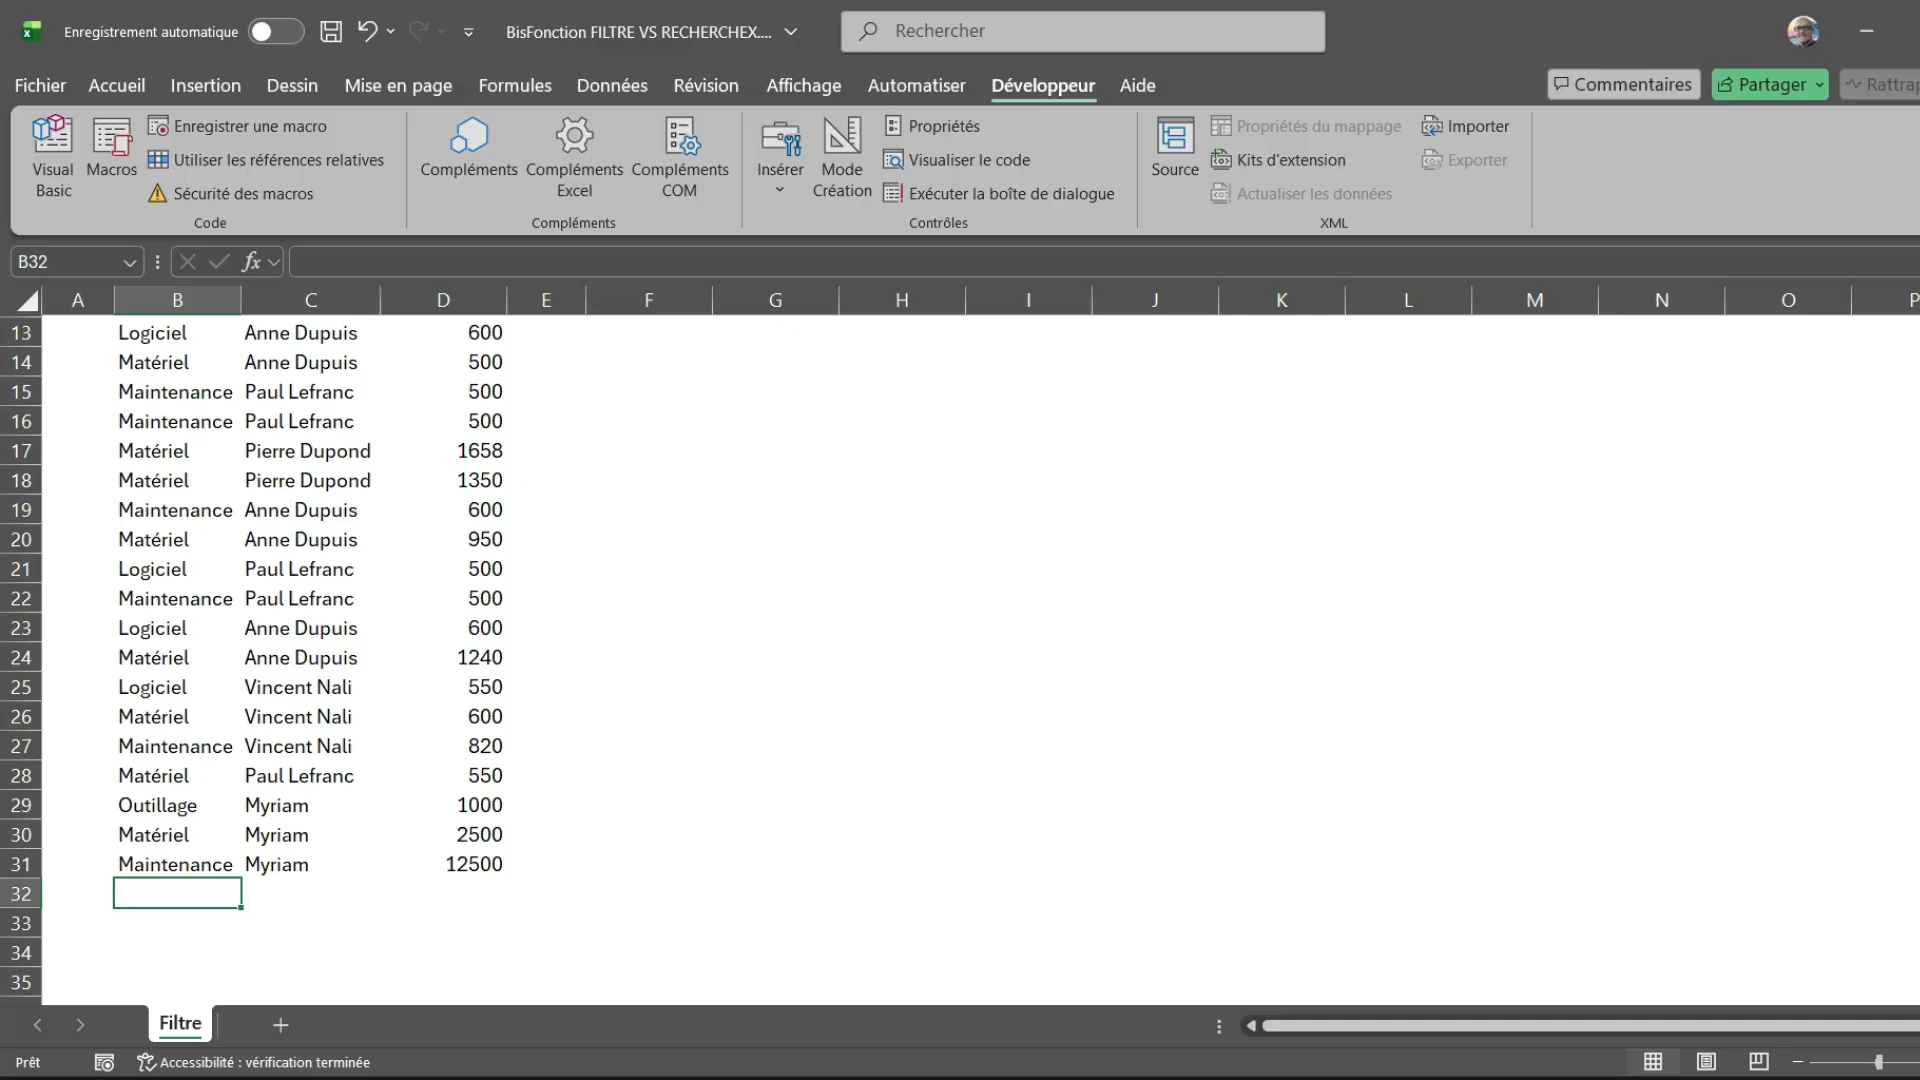 Enregistrement automatique BisFonction FILTRE VS RECHERCHEX.... Rechercher
Fichier Accueil Insertion Dessin Mise en page Formules Données Révision Affichage Automatiser Développeur Aide Commentaires Partager
Visual Basic
Macros
Enregistrer une macro
Utiliser les références relatives
Sécurité des macros
Code
Compléments
Compléments Excel
Compléments COM
Compléments
Insérer
Mode Création
Propriétés
Visualiser le code
Exécuter la boîte de dialogue
Contrôles
Source
Propriétés du mappage
Kits d'extension
Actualiser les données
Importer
Exporter
XML
B32 fx
A B C D E F G H I J K L M N O P
13 Logiciel Anne Dupuis 600
14 Matériel Anne Dupuis 500
15 Maintenance Paul Lefranc 500
16 Maintenance Paul Lefranc 500
17 Matériel Pierre Dupond 1658
18 Matériel Pierre Dupond 1350
19 Maintenance Anne Dupuis 600
20 Matériel Anne Dupuis 950
21 Logiciel Paul Lefranc 500
22 Maintenance Paul Lefranc 500
23 Logiciel Anne Dupuis 600
24 Matériel Anne Dupuis 1240
25 Logiciel Vincent Nali 550
26 Matériel Vincent Nali 600
27 Maintenance Vincent Nali 820
28 Matériel Paul Lefranc 550
29 Outillage Myriam 1000
30 Matériel Myriam 2500
31 Maintenance Myriam 12500
32
33
34
35
Filtre
Prêt Accessibilité : vérification terminée